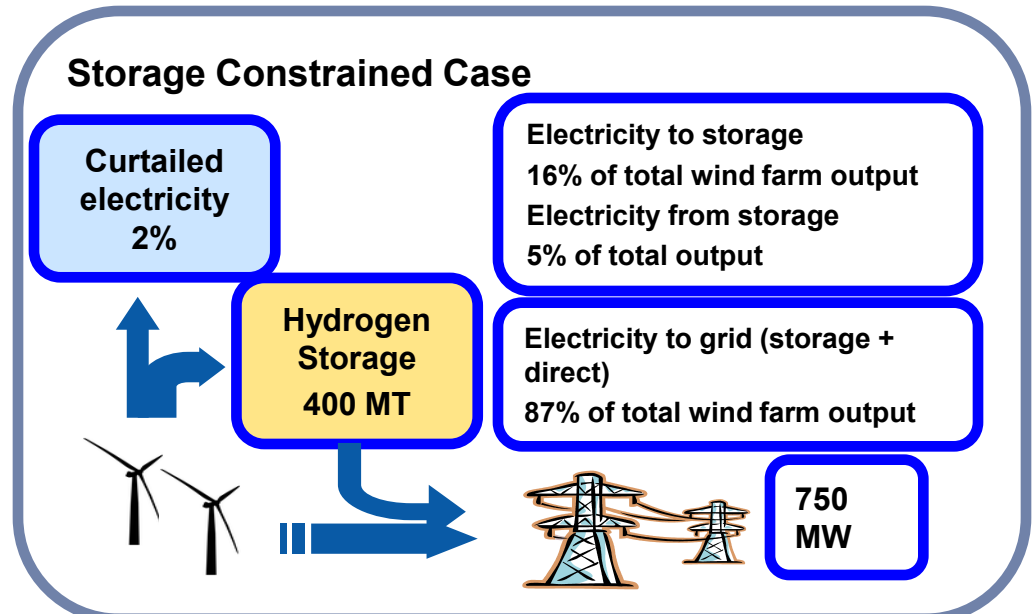 Storage Constrained Case
Curtailed
electricity
2%
Hydrogen
Storage
400 MT
Electricity to storage
16% of total wind farm output
Electricity from storage
5% of total output
Electricity to grid (storage +
direct)
87% of total wind farm output
750
MW